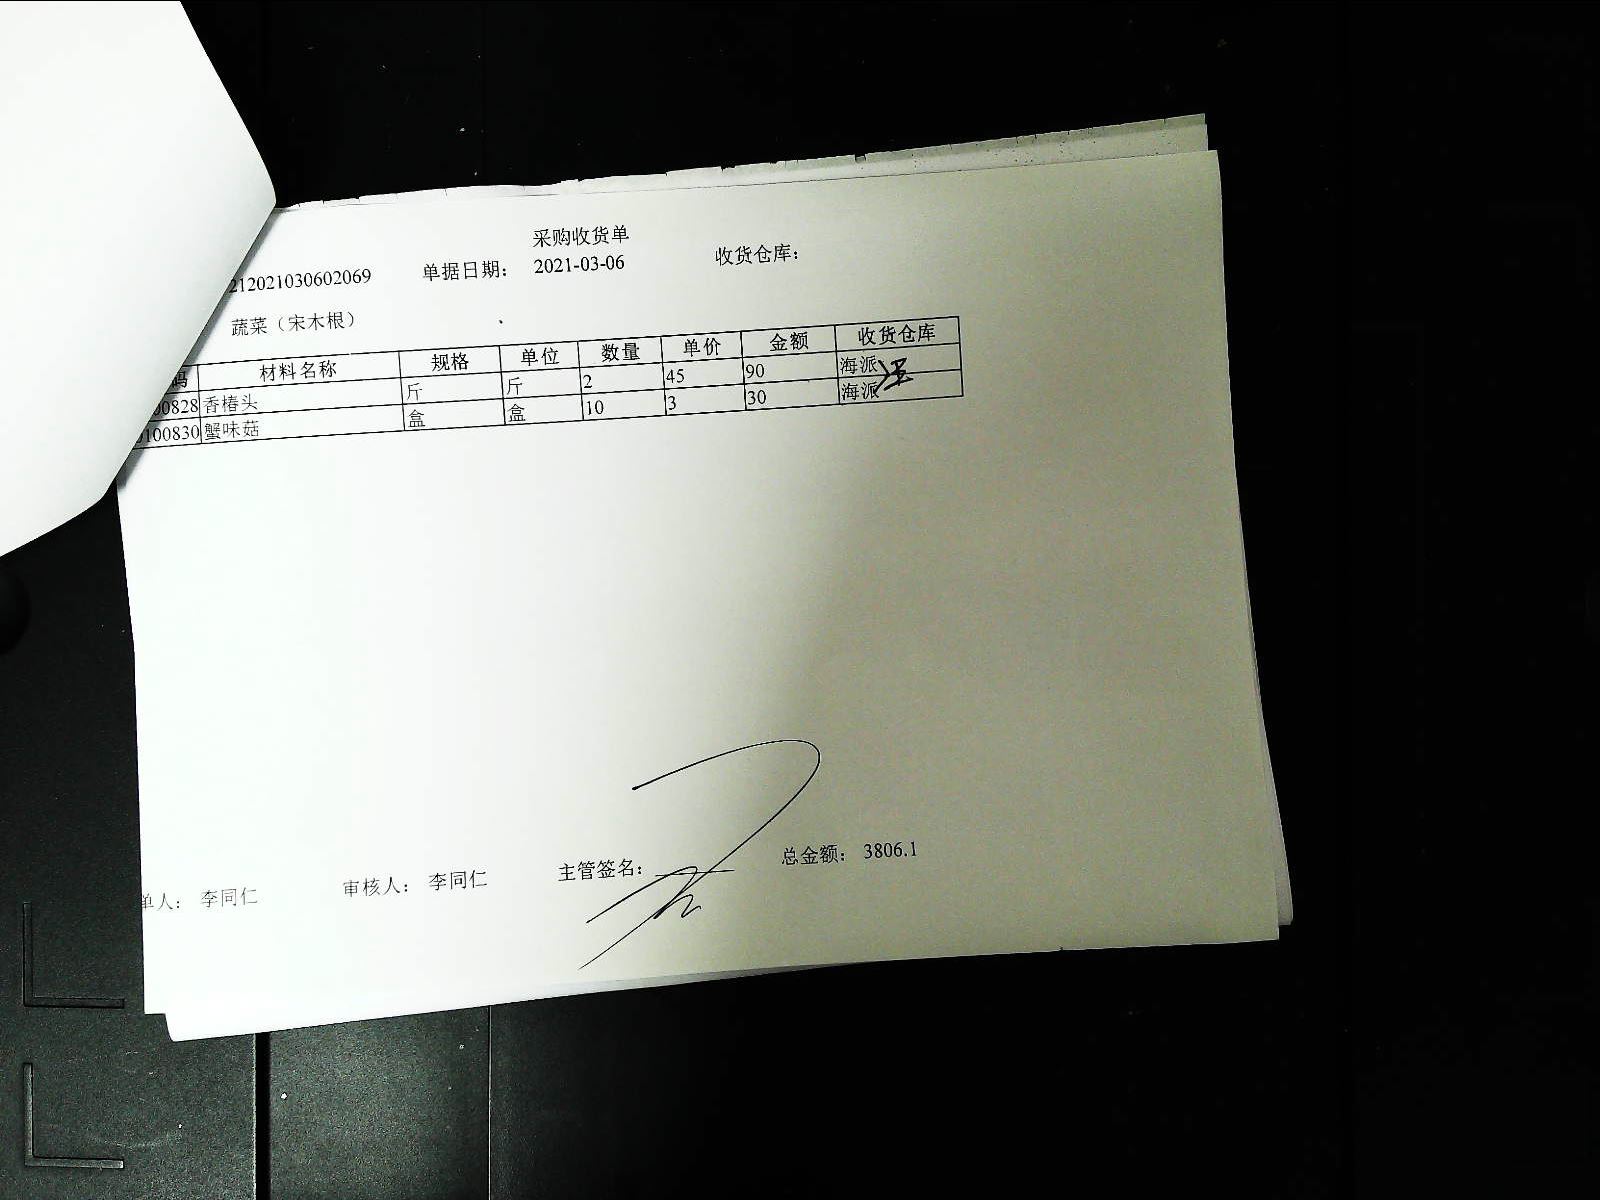 采购收货单
212021030602069 单据日期： 2021-03-06 收货仓库：
蔬菜（宋木根）
码 材料名称 规格 单位 数量 单价 金额 收货仓库
00828 香椿头 斤 斤 2 45 90 海派
100830 蟹味菇 盒 盒 10 3 30 海派
单人： 李同仁 审核人： 李同仁 主管签名： 总金额： 3806.1